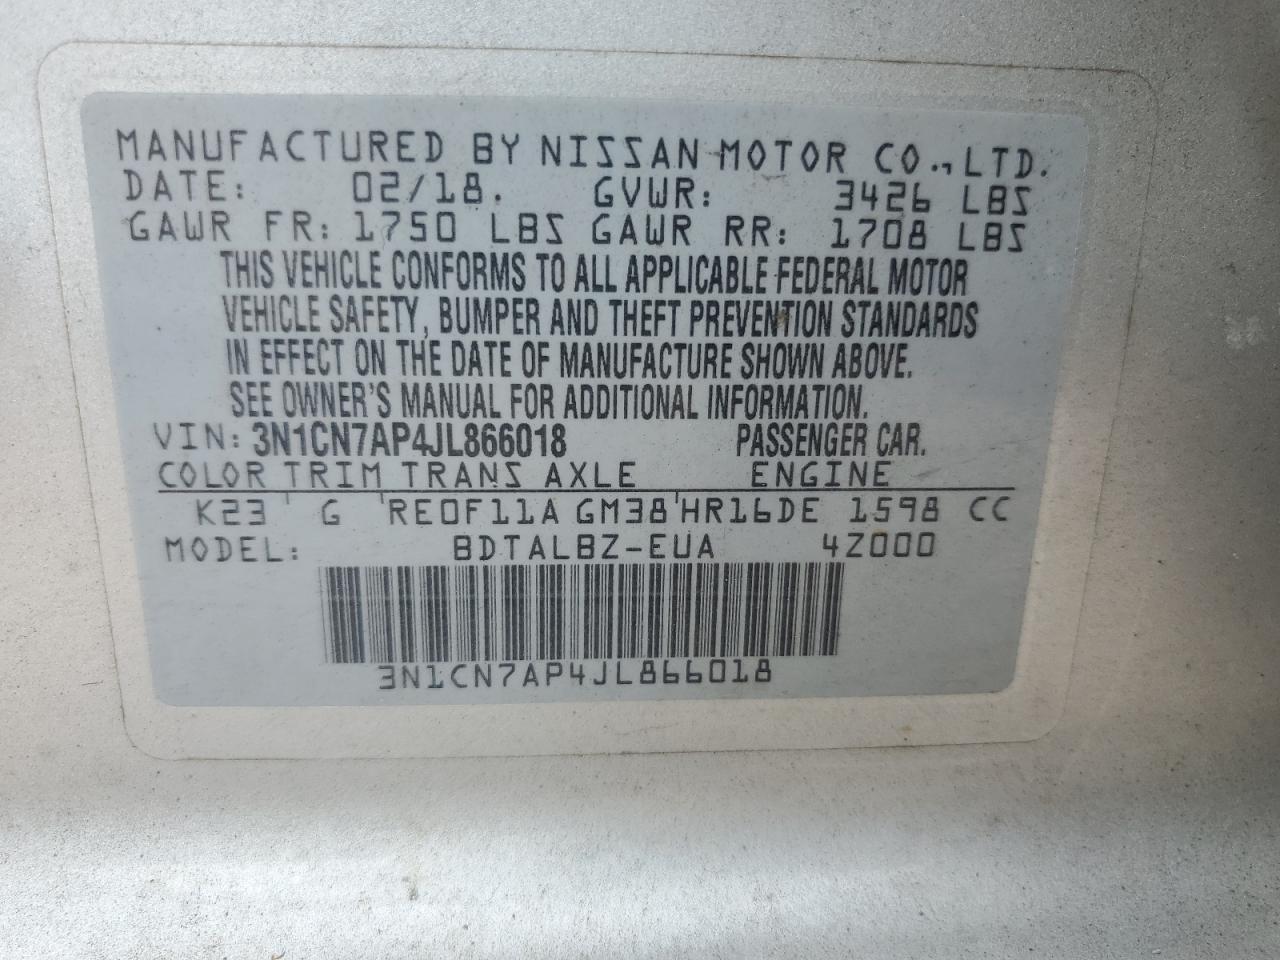 MANUFACTURED BY NISSAN MOTOR CO., LTD.
DATE: 02/18. GVWR: 3426 LBS
GAWR FR: 1750 LBS GAWR RR: 1708 LBS
THIS VEHICLE CONFORMS TO ALL APPLICABLE FEDERAL MOTOR
VEHICLE SAFETY, BUMPER AND THEFT PREVENTION STANDARDS
IN EFFECT ON THE DATE OF MANUFACTURE SHOWN ABOVE.
SEE OWNER'S MANUAL FOR ADDITIONAL INFORMATION.
VIN: 3N1CN7AP4JL866018 PASSENGER CAR.
COLOR TRIM TRANS AXLE ENGINE
K23 G RE0F11A GM38 HR16DE 1598 CC
MODEL: BDTALBZ-EUA 4Z000
3N1CN7AP4JL866018